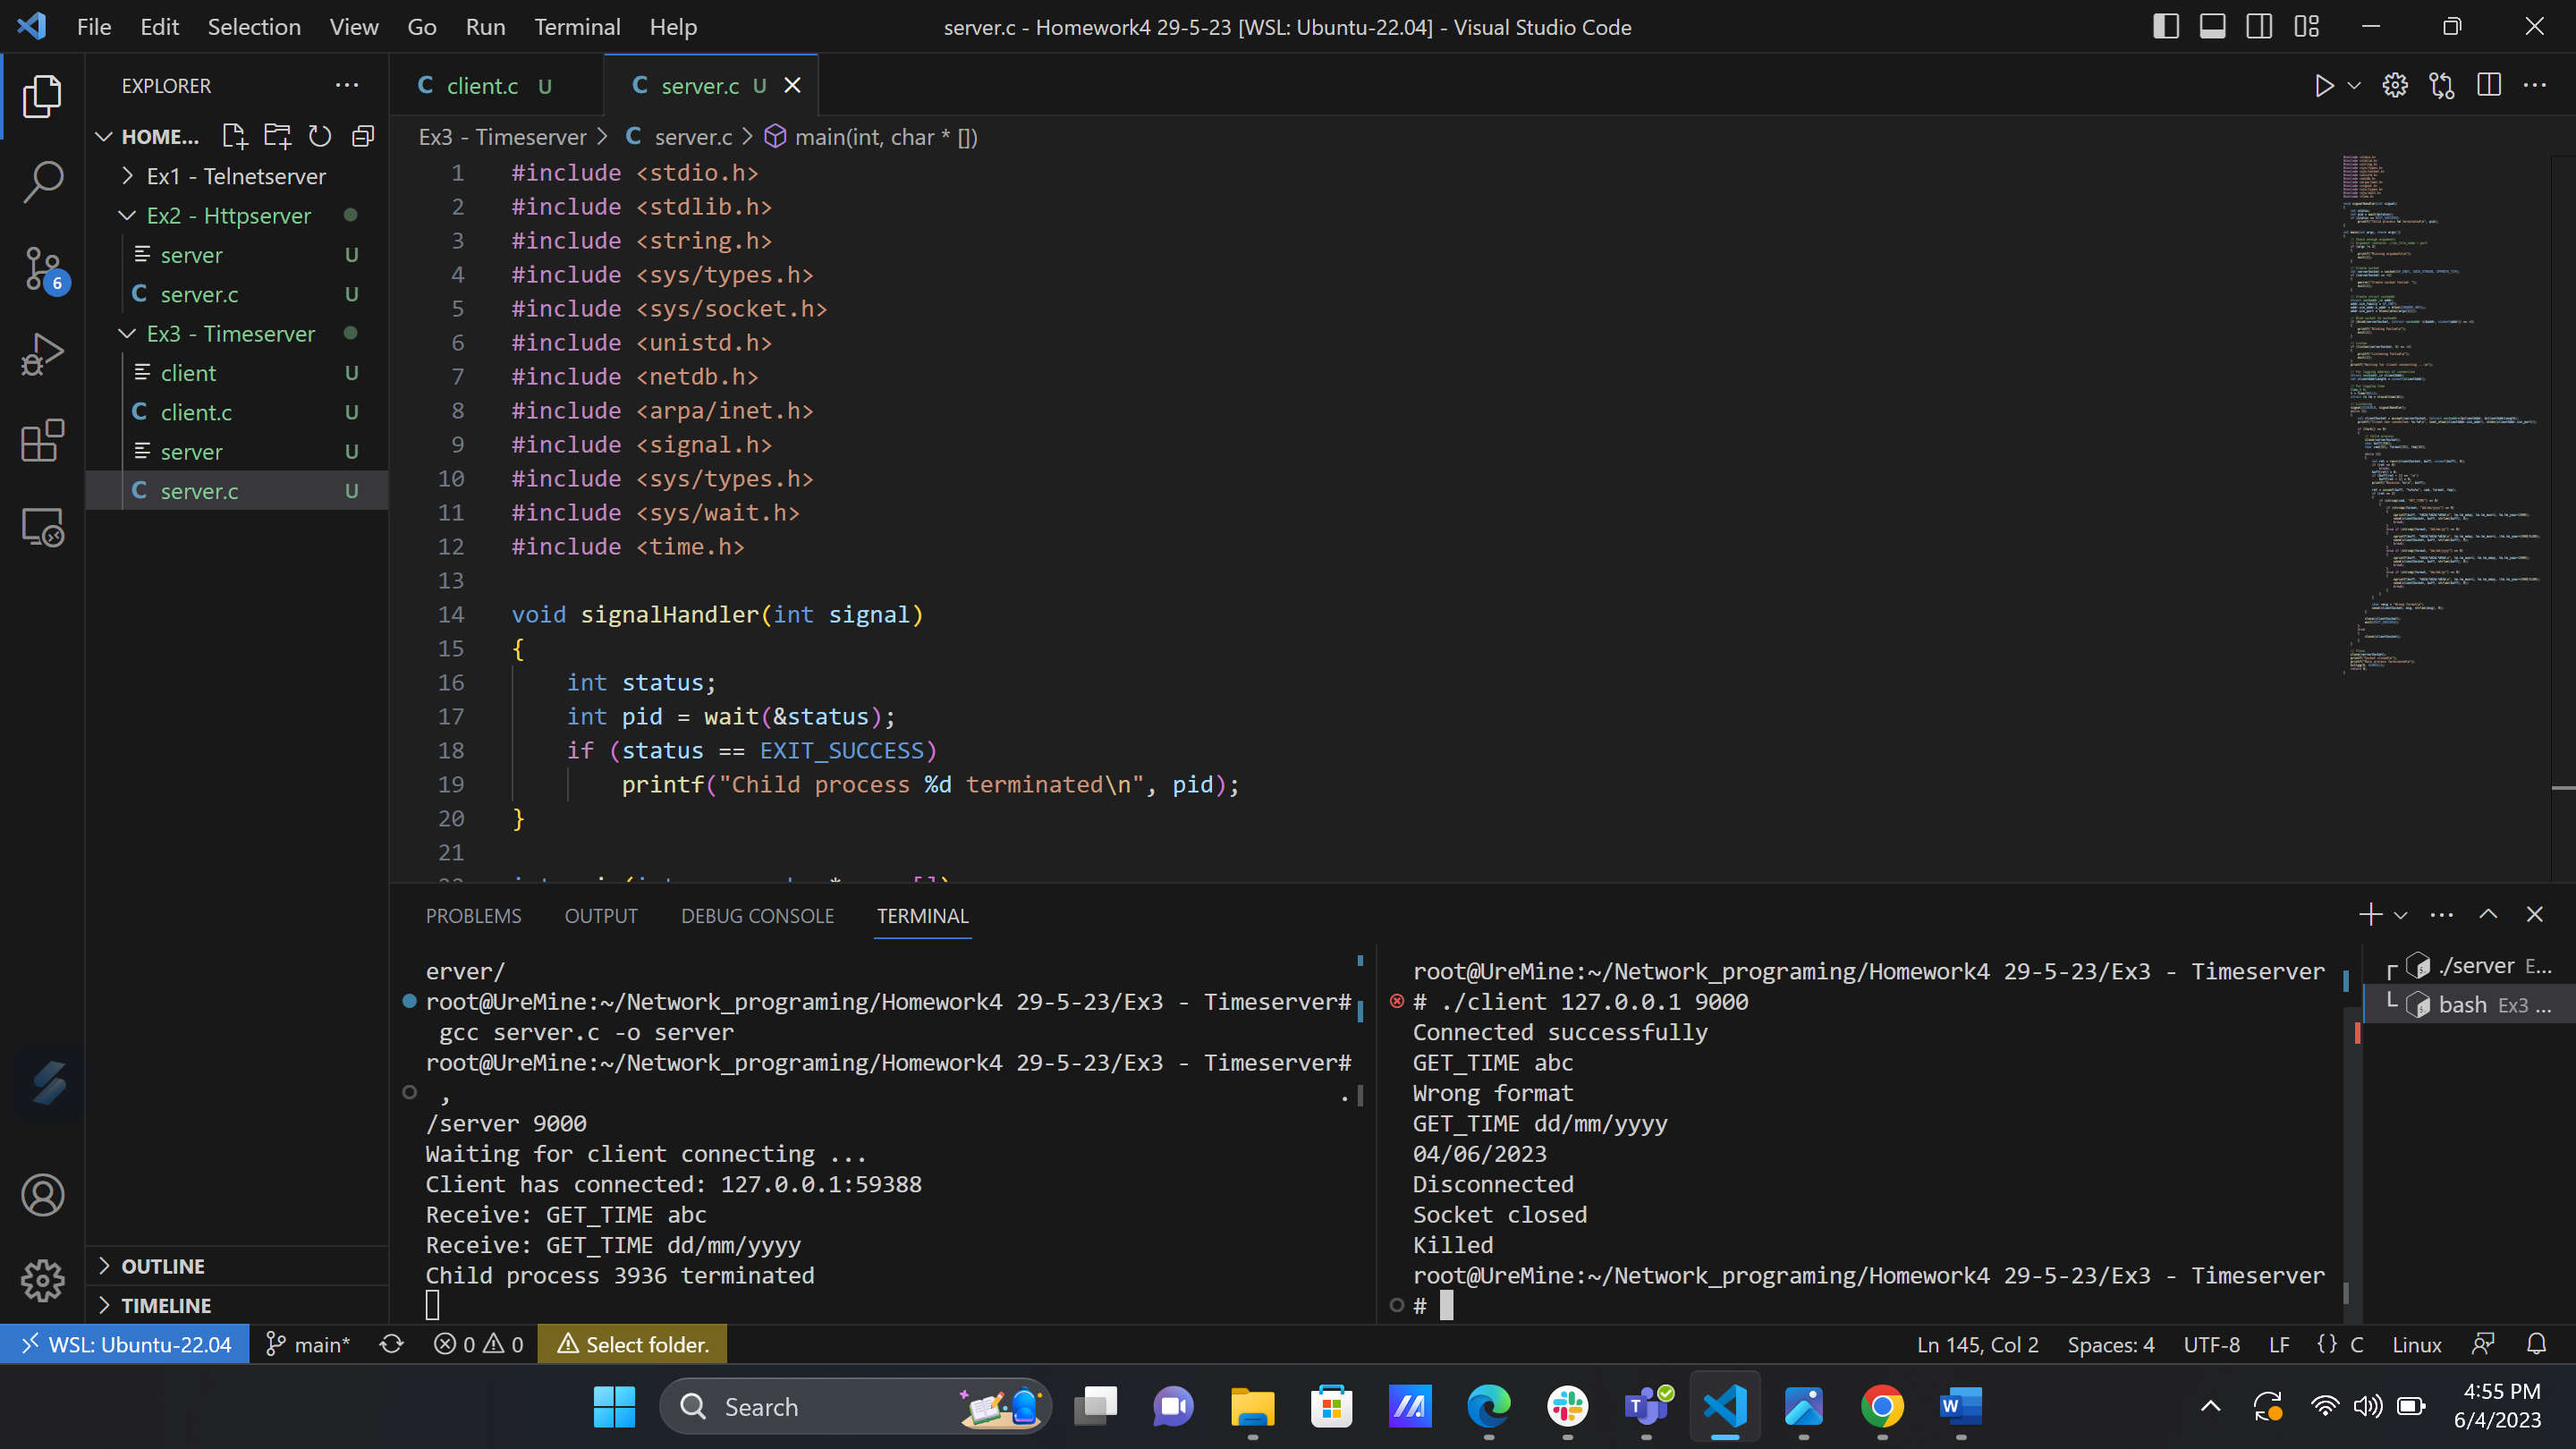 File Edit Selection View Go Run Terminal Help
server.c - Homework4 29-5-23 [WSL: Ubuntu-22.04] - Visual Studio Code
EXPLORER
HOME...
Ex1 - Telnetserver
Ex2 - Httpserver
server U
server.c U
Ex3 - Timeserver
client U
client.c U
server U
server.c U
OUTLINE
TIMELINE
6
client.c U
server.c U
Ex3 - Timeserver > C server.c > main(int, char * [])
1 #include <stdio.h>
2 #include <stdlib.h>
3 #include <string.h>
4 #include <sys/types.h>
5 #include <sys/socket.h>
6 #include <unistd.h>
7 #include <netdb.h>
8 #include <arpa/inet.h>
9 #include <signal.h>
10 #include <sys/types.h>
11 #include <sys/wait.h>
12 #include <time.h>
13
14 void signalHandler(int signal)
15 {
16 int status;
17 int pid = wait(&status);
18 if (status == EXIT_SUCCESS)
19 printf("Child process %d terminated\n", pid);
20 }
21
PROBLEMS OUTPUT DEBUG CONSOLE TERMINAL
erver/
root@UreMine:~/Network_programing/Homework4 29-5-23/Ex3 - Timeserver#
gcc server.c -o server
root@UreMine:~/Network_programing/Homework4 29-5-23/Ex3 - Timeserver#
, .
/server 9000
Waiting for client connecting ...
Client has connected: 127.0.0.1:59388
Receive: GET_TIME abc
Receive: GET_TIME dd/mm/yyyy
Child process 3936 terminated
root@UreMine:~/Network_programing/Homework4 29-5-23/Ex3 - Timeserver
# ./client 127.0.0.1 9000
Connected successfully
GET_TIME abc
Wrong format
GET_TIME dd/mm/yyyy
04/06/2023
Disconnected
Socket closed
Killed
root@UreMine:~/Network_programing/Homework4 29-5-23/Ex3 - Timeserver
#
./server E...
bash Ex3 ...
WSL: Ubuntu-22.04 main* 0 0 Select folder.
Ln 145, Col 2 Spaces: 4 UTF-8 LF {} C Linux
Search
4:55 PM
6/4/2023